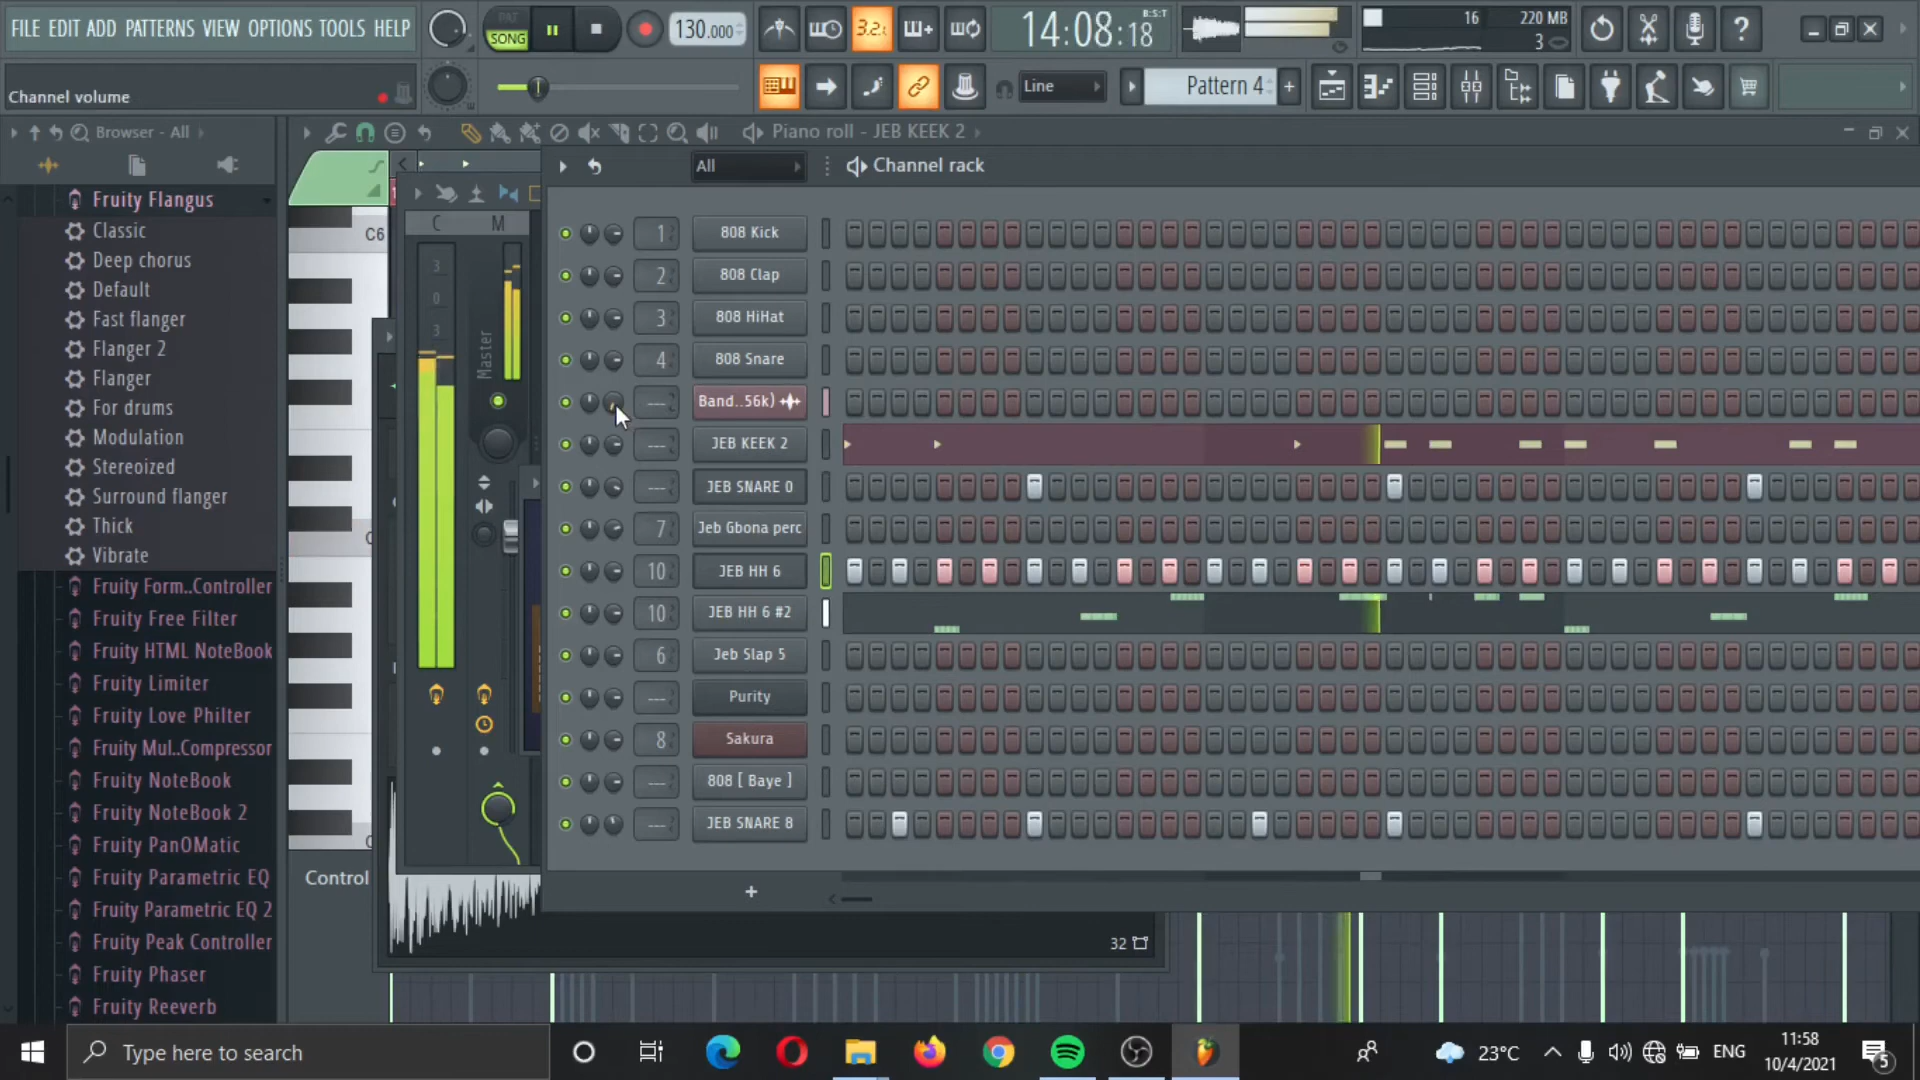 FILE EDIT ADD PATTERNS VIEW OPTIONS TOOLS HELP
PAT
SONG
130.000
3.2.
14:08:18
B:S:T
16
220 MB
3
Channel volume
Line
Pattern 4
Browser - All
Piano roll - JEB KEEK 2
All
Channel rack
Fruity Flangus
Classic
Deep chorus
Default
Fast flanger
Flanger 2
Flanger
For drums
Modulation
Stereoized
Surround flanger
Thick
Vibrate
Fruity Form..Controller
Fruity Free Filter
Fruity HTML NoteBook
Fruity Limiter
Fruity Love Philter
Fruity Mul..Compressor
Fruity NoteBook
Fruity NoteBook 2
Fruity PanOMatic
Fruity Parametric EQ
Fruity Parametric EQ 2
Fruity Peak Controller
Fruity Phaser
Fruity Reeverb
C6
Control
C M
3
0
3
Master
1 808 Kick
2 808 Clap
3 808 HiHat
4 808 Snare
--- Band..56k)
--- JEB KEEK 2
--- JEB SNARE 0
7 Jeb Gbona perc
10 JEB HH 6
10 JEB HH 6 #2
6 Jeb Slap 5
--- Purity
8 Sakura
--- 808 [ Baye ]
--- JEB SNARE 8
+
32
Type here to search
23°C
ENG
11:58
10/4/2021
5